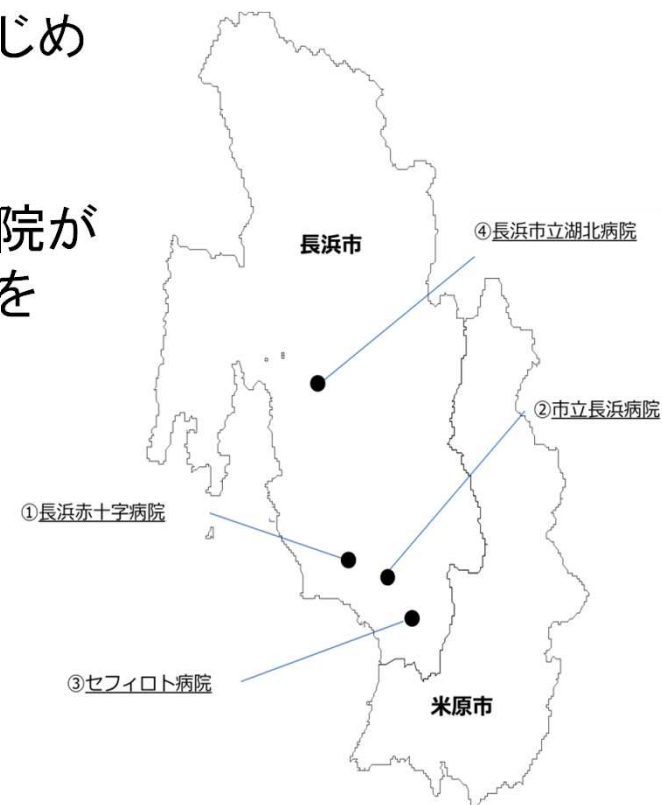 じめ
院が
を
長浜市
④長浜市立湖北病院
②市立長浜病院
①長浜赤十字病院
③セフィロト病院
米原市